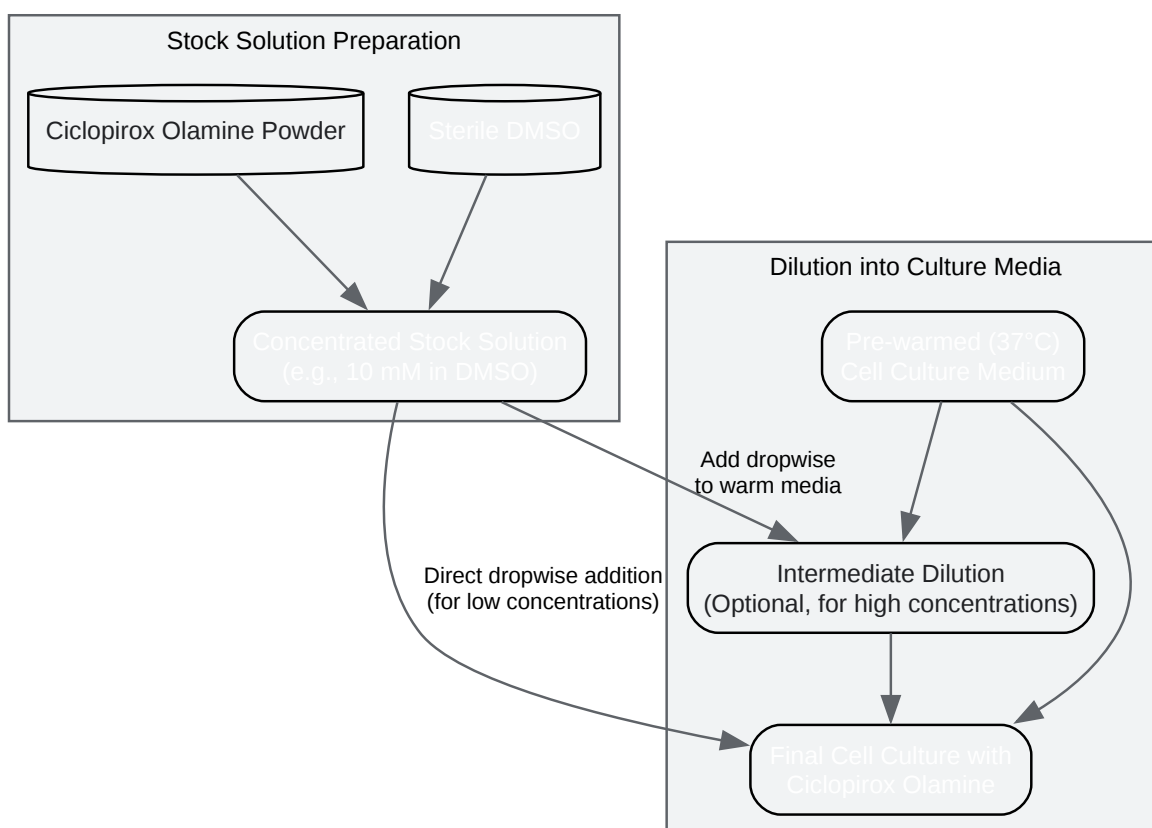 Stock Solution Preparation
Ciclopirox Olamine Powder
Sterile DMSO
Concentrated Stock Solution
(e.g., 10 mM in DMSO)
Dilution into Culture Media
Pre-warmed (37°C)
Cell Culture Medium
Add dropwise
to warm media
Direct dropwise addition
(for low concentrations)
Intermediate Dilution
(Optional, for high concentrations)
Final Cell Culture with
Ciclopirox Olamine